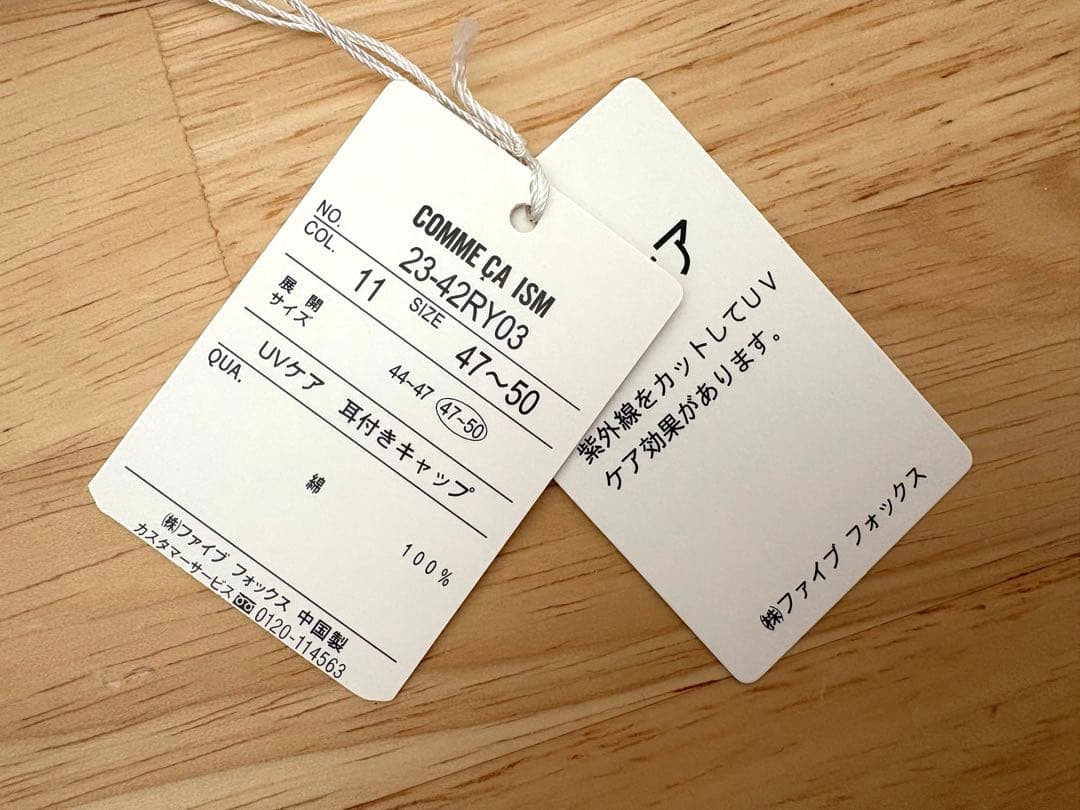 COMME ÇA ISM
NO. 23-42RY03
COL. 11 SIZE 47~50
展開サイズ 44~47 47~50
UVケア 耳付きキャップ
QUA.
綿 100%
㈱ファイブ フォックス 中国製
カスタマーサービス 0120-114563
ア
紫外線をカットしてUV
ケア効果があります。
㈱ファイブ フォックス